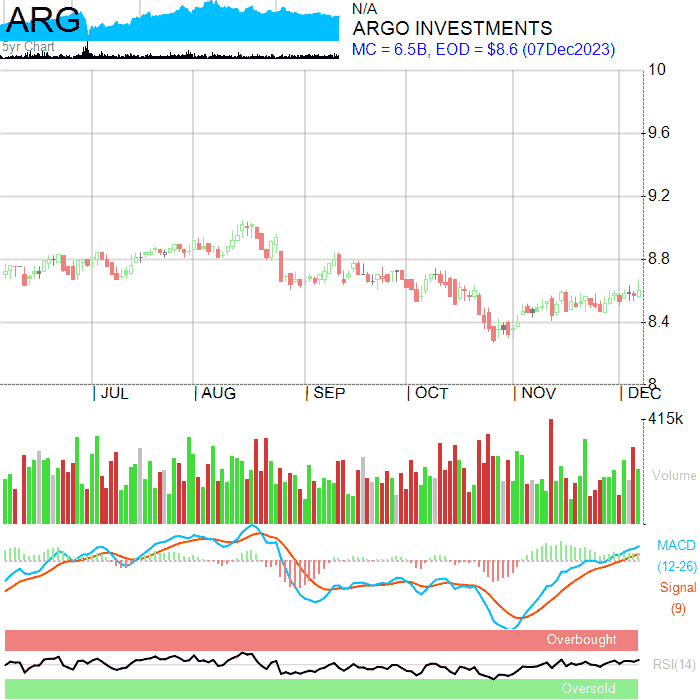 ARG
5yr Chart
N/A
ARGO INVESTMENTS
MC = 6.5B, EOD = $8.6 (07Dec2023)
10
9.6
9.2
8.8
8.4
8
| JUL | AUG | SEP | OCT | NOV | DEC
415k
Volume
MACD
(12-26)
Signal
(9)
Overbought
RSI(14)
Oversold